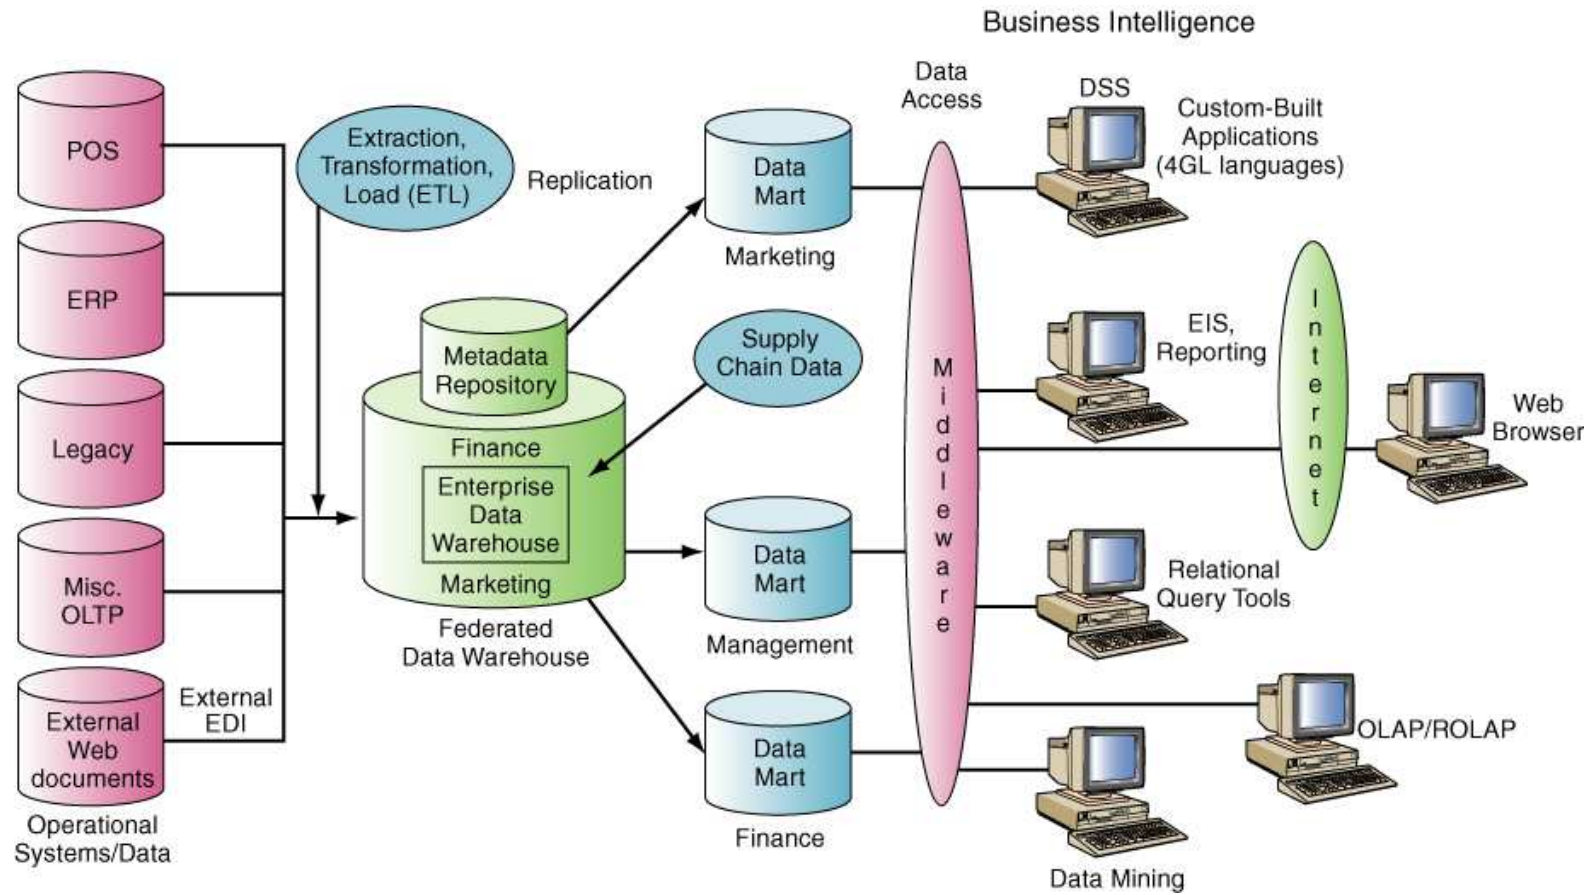 Business Intelligence
POS
ERP
Legacy
Misc.
OLTP
External
Web
documents
External
EDI
Operational
Systems/Data
Extraction,
Transformation,
Load (ETL)
Replication
Metadata
Repository
Finance
Enterprise
Data
Warehouse
Marketing
Federated
Data Warehouse
Supply
Chain Data
Data
Mart
Marketing
Data
Mart
Management
Data
Mart
Finance
Data
Access
Middleware
DSS
Custom-Built
Applications
(4GL languages)
EIS,
Reporting
Internet
Web
Browser
Relational
Query Tools
OLAP/ROLAP
Data Mining